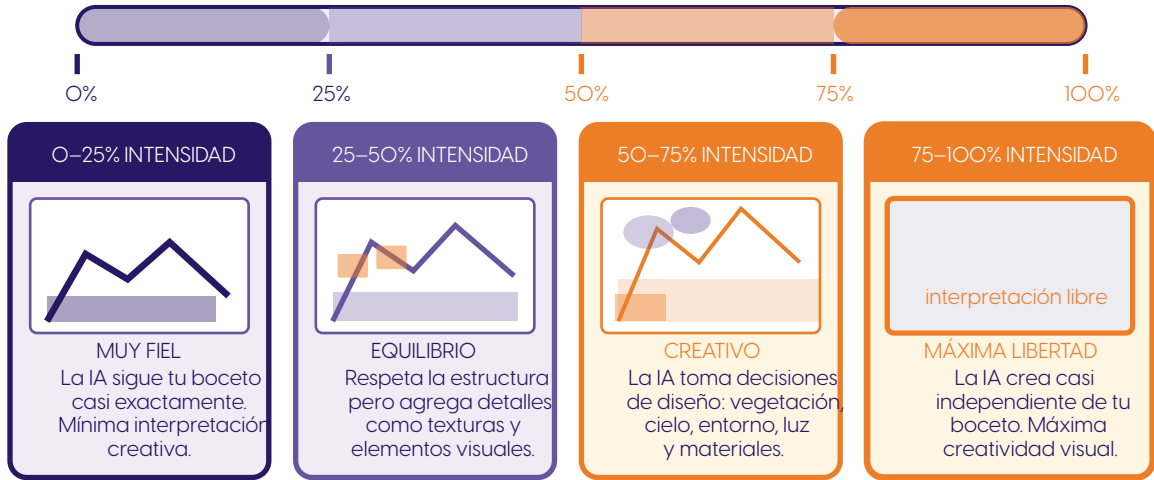 0% 25% 50% 75% 100%
0–25% INTENSIDAD
MUY FIEL
La IA sigue tu boceto
casi exactamente.
Mínima interpretación
creativa.
25–50% INTENSIDAD
EQUILIBRIO
Respeta la estructura
pero agrega detalles
como texturas y
elementos visuales.
50–75% INTENSIDAD
CREATIVO
La IA toma decisiones
de diseño: vegetación,
cielo, entorno, luz
y materiales.
75–100% INTENSIDAD
interpretación libre
MÁXIMA LIBERTAD
La IA crea casi
independiente de tu
boceto. Máxima
creatividad visual.